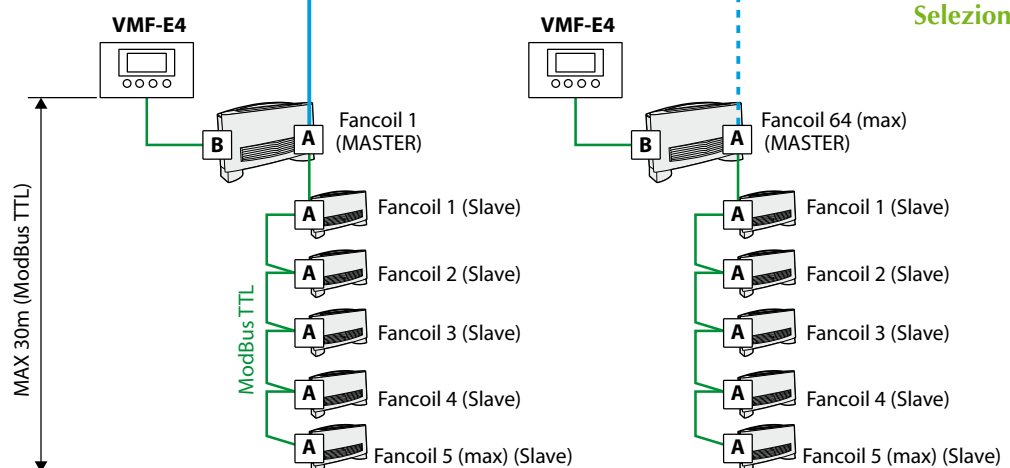 Selezion
VMF-E4
MAX 30m (ModBus TTL)
B
A
Fancoil 1
(MASTER)
ModBus TTL
A
Fancoil 1 (Slave)
A
Fancoil 2 (Slave)
A
Fancoil 3 (Slave)
A
Fancoil 4 (Slave)
A
Fancoil 5 (max) (Slave)
VMF-E4
B
A
Fancoil 64 (max)
(MASTER)
A
Fancoil 1 (Slave)
A
Fancoil 2 (Slave)
A
Fancoil 3 (Slave)
A
Fancoil 4 (Slave)
A
Fancoil 5 (max) (Slave)